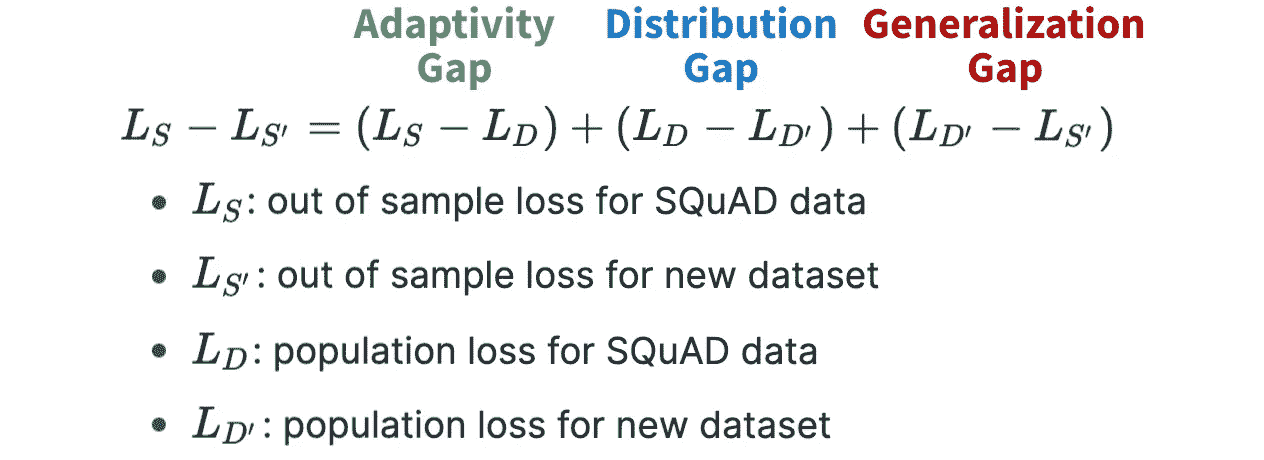 Adaptivity Distribution Generalization
Gap Gap Gap
L_S − L_{S′} = (L_S − L_D) + (L_D − L_{D′}) + (L_{D′} − L_{S′})
• L_S: out of sample loss for SQuAD data
• L_{S′}: out of sample loss for new dataset
• L_D: population loss for SQuAD data
• L_{D′}: population loss for new dataset